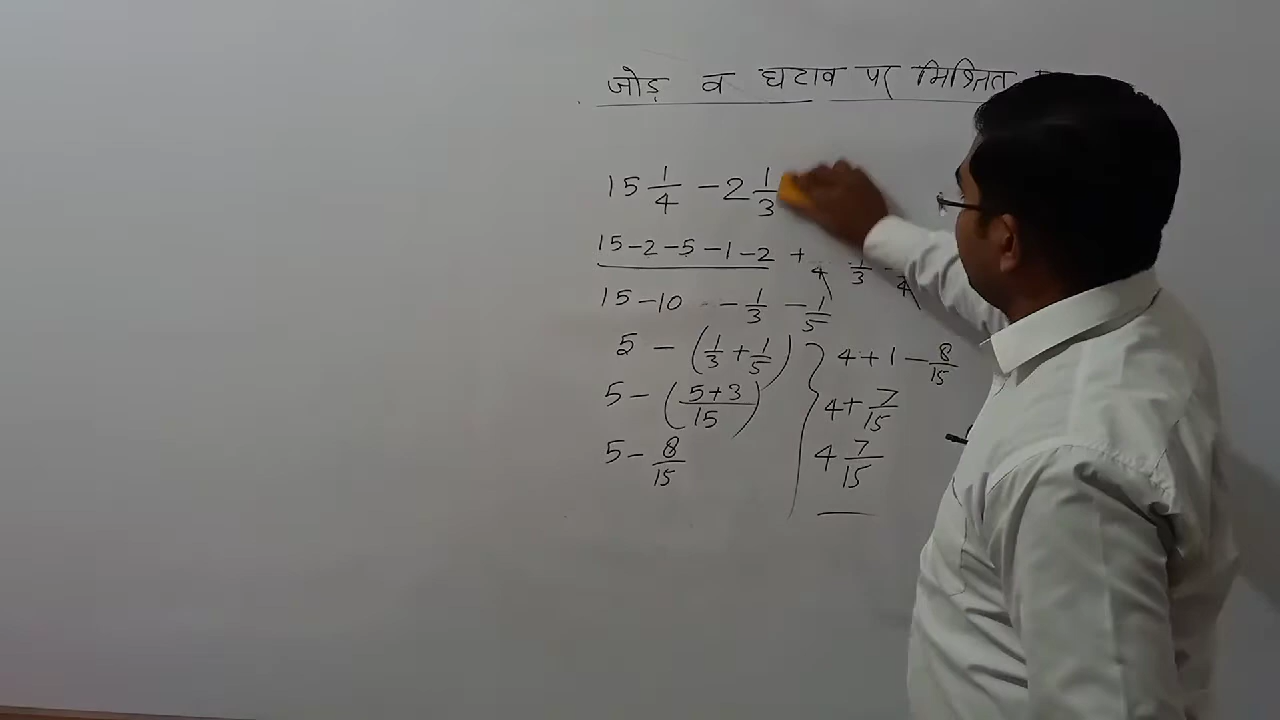 जोड़ व घटाव पर मिश्रित
15 1/4 - 2 1/3
15 - 2 - 5 - 1 - 2 +
15 - 10 - 1/3 - 1/5
5 - (1/3 + 1/5)
5 - (5+3/15)
5 - 8/15
4 + 1 - 8/15
4 + 7/15
4 7/15